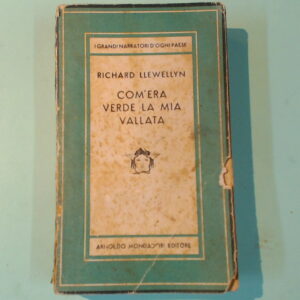 I GRANDI NARRATORI D'OGNI PAESE
RICHARD LLEWELLYN
COM'ERA
VERDE LA MIA
VALLATA
ARNOLDO MONDADORI EDITORE